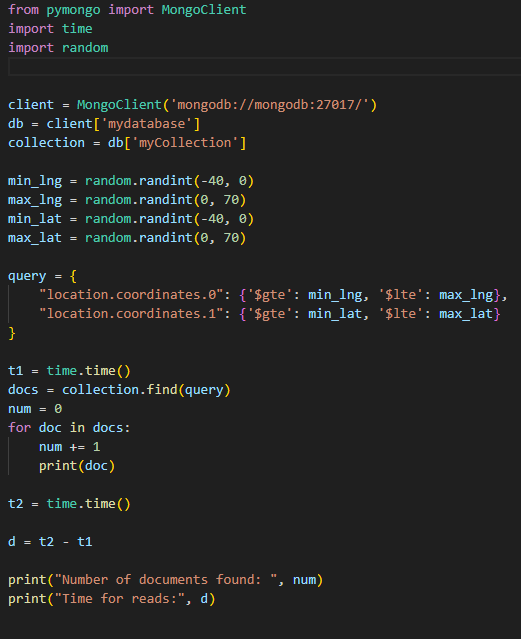 from pymongo import MongoClient
import time
import random
client = MongoClient('mongodb://mongodb:27017/')
db = client['mydatabase']
collection = db['myCollection']
min_lng = random.randint(-40, 0)
max_lng = random.randint(0, 70)
min_lat = random.randint(-40, 0)
max_lat = random.randint(0, 70)
query = {
    "location.coordinates.0": {'$gte': min_lng, '$lte': max_lng},
    "location.coordinates.1": {'$gte': min_lat, '$lte': max_lat}
}
t1 = time.time()
docs = collection.find(query)
num = 0
for doc in docs:
    num += 1
    print(doc)
t2 = time.time()
d = t2 - t1
print("Number of documents found: ", num)
print("Time for reads:", d)